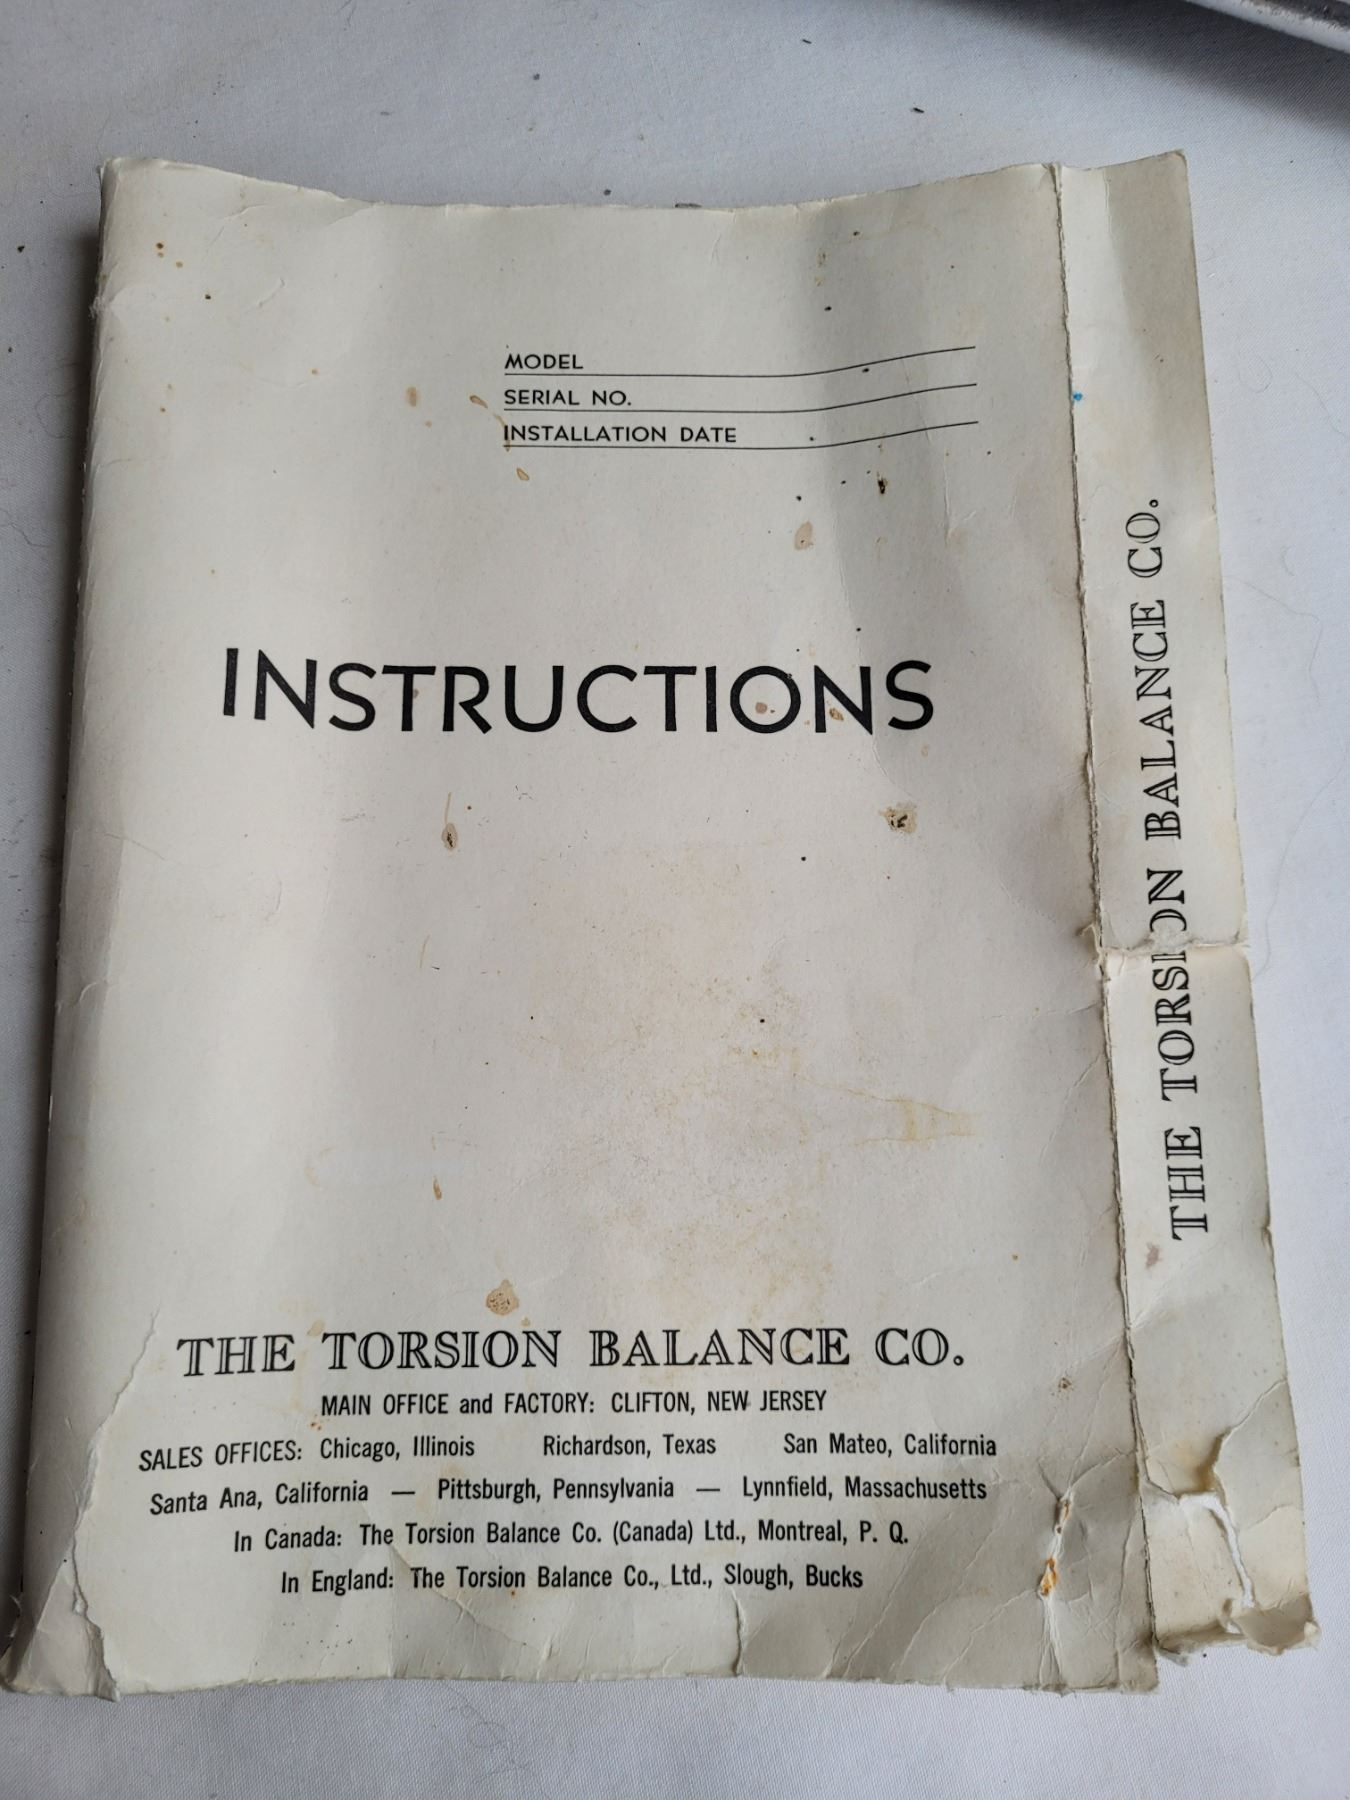 MODEL
SERIAL NO.
INSTALLATION DATE
INSTRUCTIONS
THE TORSION BALANCE CO.
MAIN OFFICE and FACTORY: CLIFTON, NEW JERSEY
SALES OFFICES: Chicago, Illinois Richardson, Texas San Mateo, California
Santa Ana, California — Pittsburgh, Pennsylvania — Lynnfield, Massachusetts
In Canada: The Torsion Balance Co. (Canada) Ltd., Montreal, P. Q.
In England: The Torsion Balance Co., Ltd., Slough, Bucks
THE TORSION BALANCE CO.